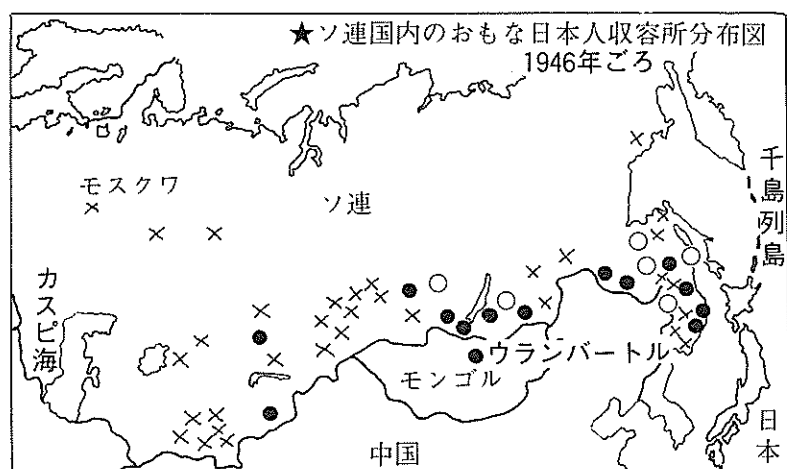 ★ソ連国内のおもな日本人収容所分布図
1946年ごろ
モスクワ
ソ連
千島列島
カスピ海
ウランバートル
モンゴル
中国
日本